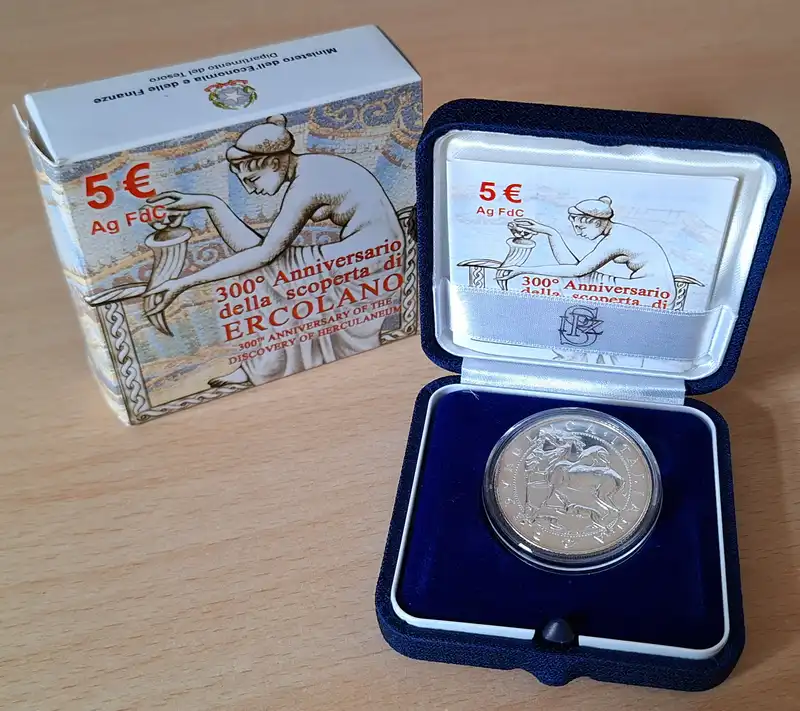 Ministero dell'Economia e delle Finanze
Dipartimento del Tesoro
5 €
Ag FdC
300° Anniversario
della scoperta di
ERCOLANO
300TH ANNIVERSARY OF THE
DISCOVERY OF HERCULANEUM
5 €
Ag FdC
300° Anniversario
della scoperta di